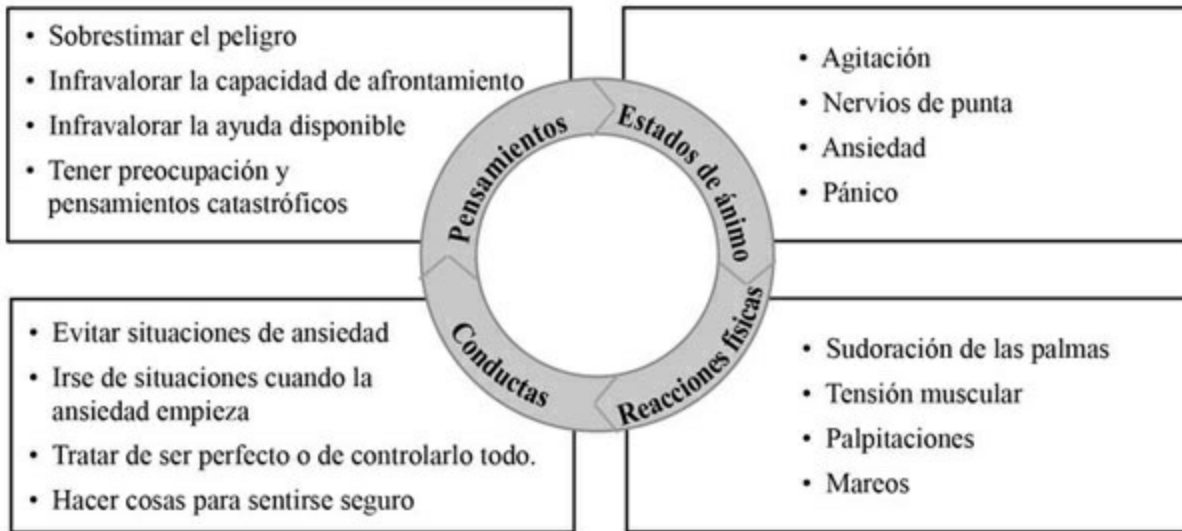 • Sobrestimar el peligro
• Infravalorar la capacidad de afrontamiento
• Infravalorar la ayuda disponible
• Tener preocupación y
pensamientos catastróficos
• Agitación
• Nervios de punta
• Ansiedad
• Pánico
Pensamientos
Estados de ánimo
Conductas
Reacciones físicas
• Evitar situaciones de ansiedad
• Irse de situaciones cuando la
ansiedad empieza
• Tratar de ser perfecto o de controlarlo todo.
• Hacer cosas para sentirse seguro
• Sudoración de las palmas
• Tensión muscular
• Palpitaciones
• Mareos